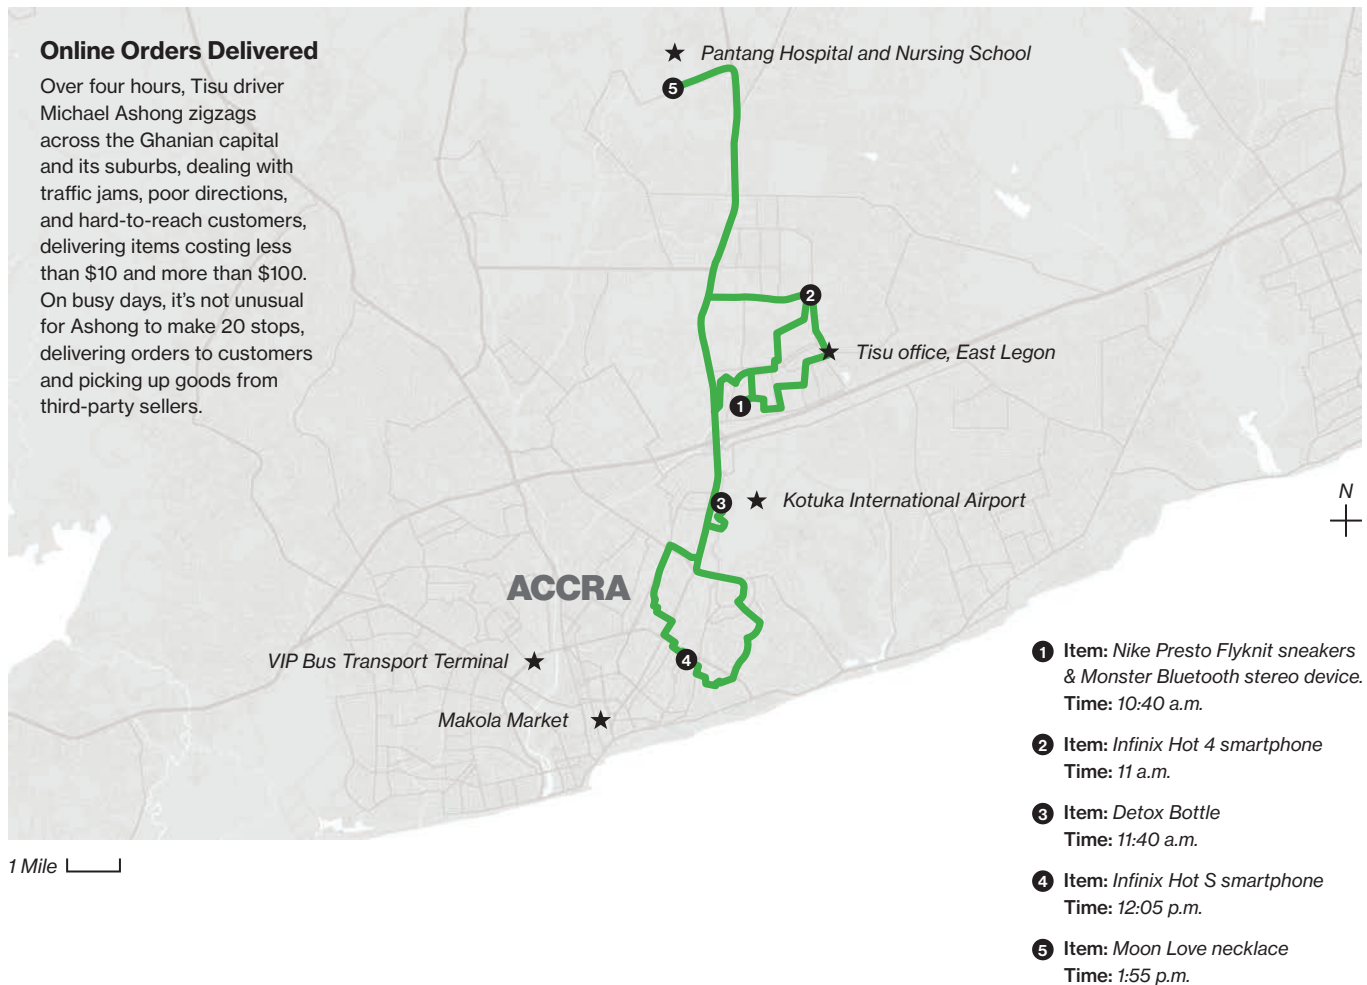 Online Orders Delivered
Over four hours, Tisu driver
Michael Ashong zigzags
across the Ghanian capital
and its suburbs, dealing with
traffic jams, poor directions,
and hard-to-reach customers,
delivering items costing less
than $10 and more than $100.
On busy days, it's not unusual
for Ashong to make 20 stops,
delivering orders to customers
and picking up goods from
third-party sellers.
Pantang Hospital and Nursing School
5
2
Tisu office, East Legon
1
3
Kotuka International Airport
N
ACCRA
4
VIP Bus Transport Terminal
Makola Market
1 Mile
1 Item: Nike Presto Flyknit sneakers
& Monster Bluetooth stereo device.
Time: 10:40 a.m.
2 Item: Infinix Hot 4 smartphone
Time: 11 a.m.
3 Item: Detox Bottle
Time: 11:40 a.m.
4 Item: Infinix Hot S smartphone
Time: 12:05 p.m.
5 Item: Moon Love necklace
Time: 1:55 p.m.